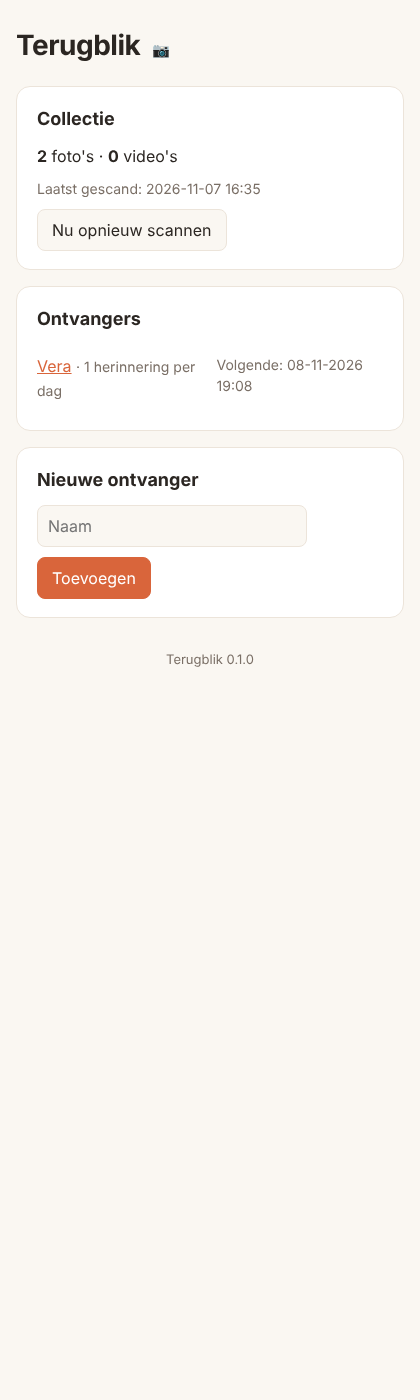 Terugblik 📷
Collectie
2 foto's · 0 video's
Laatst gescand: 2026-11-07 16:35
Nu opnieuw scannen
Ontvangers
Vera · 1 herinnering per
dag
Volgende: 08-11-2026
19:08
Nieuwe ontvanger
Naam
Toevoegen
Terugblik 0.1.0